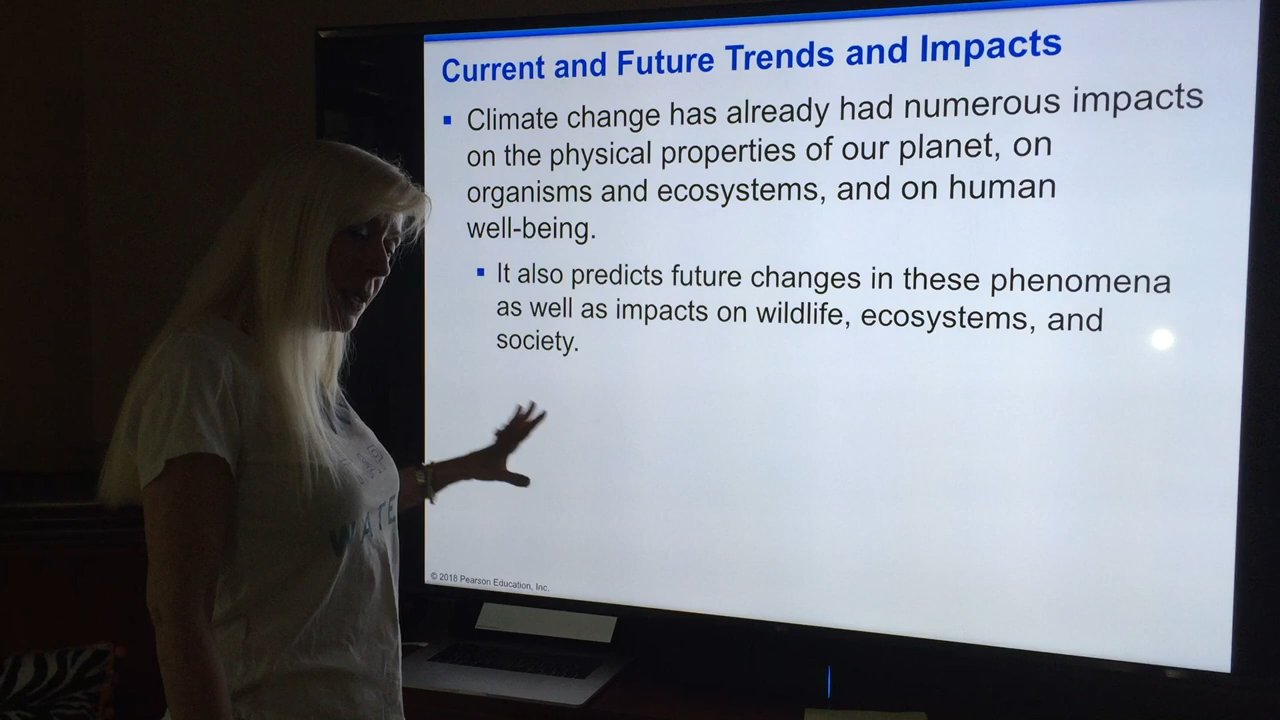 Current and Future Trends and Impacts
▪ Climate change has already had numerous impacts
on the physical properties of our planet, on
organisms and ecosystems, and on human
well-being.
▪ It also predicts future changes in these phenomena
as well as impacts on wildlife, ecosystems, and
society.
WATE
© 2018 Pearson Education, Inc.